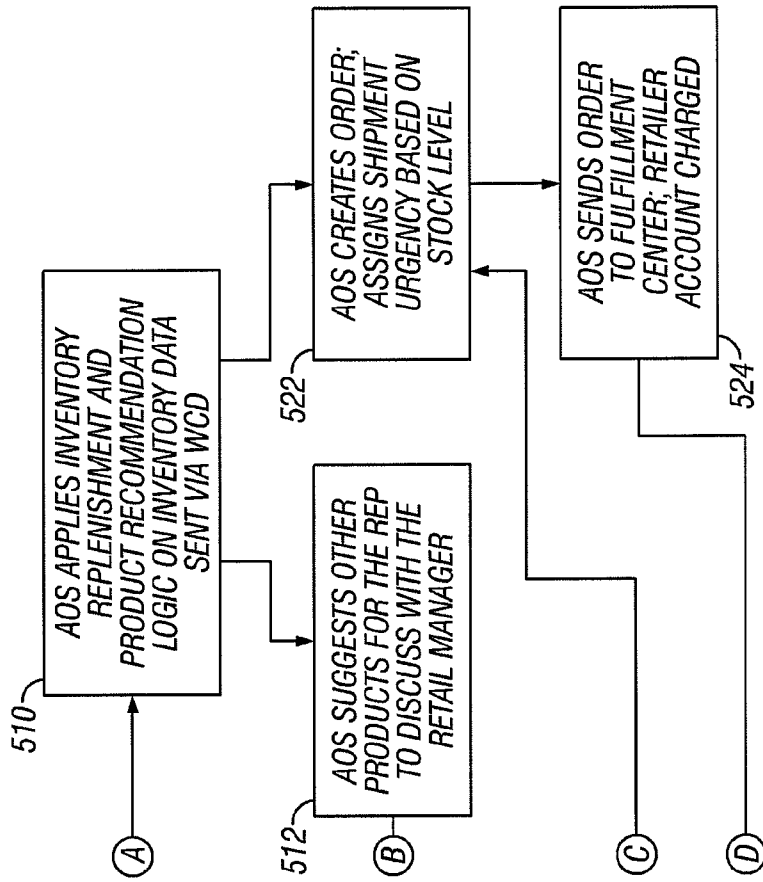 A
510
AOS APPLIES INVENTORY
REPLENISHMENT AND
PRODUCT RECOMMENDATION
LOGIC ON INVENTORY DATA
SENT VIA WCD
B
512
AOS SUGGESTS OTHER
PRODUCTS FOR THE REP
TO DISCUSS WITH THE
RETAIL MANAGER
522
AOS CREATES ORDER;
ASSIGNS SHIPMENT
URGENCY BASED ON
STOCK LEVEL
C
524
AOS SENDS ORDER
TO FULFILLMENT
CENTER; RETAILER
ACCOUNT CHARGED
D